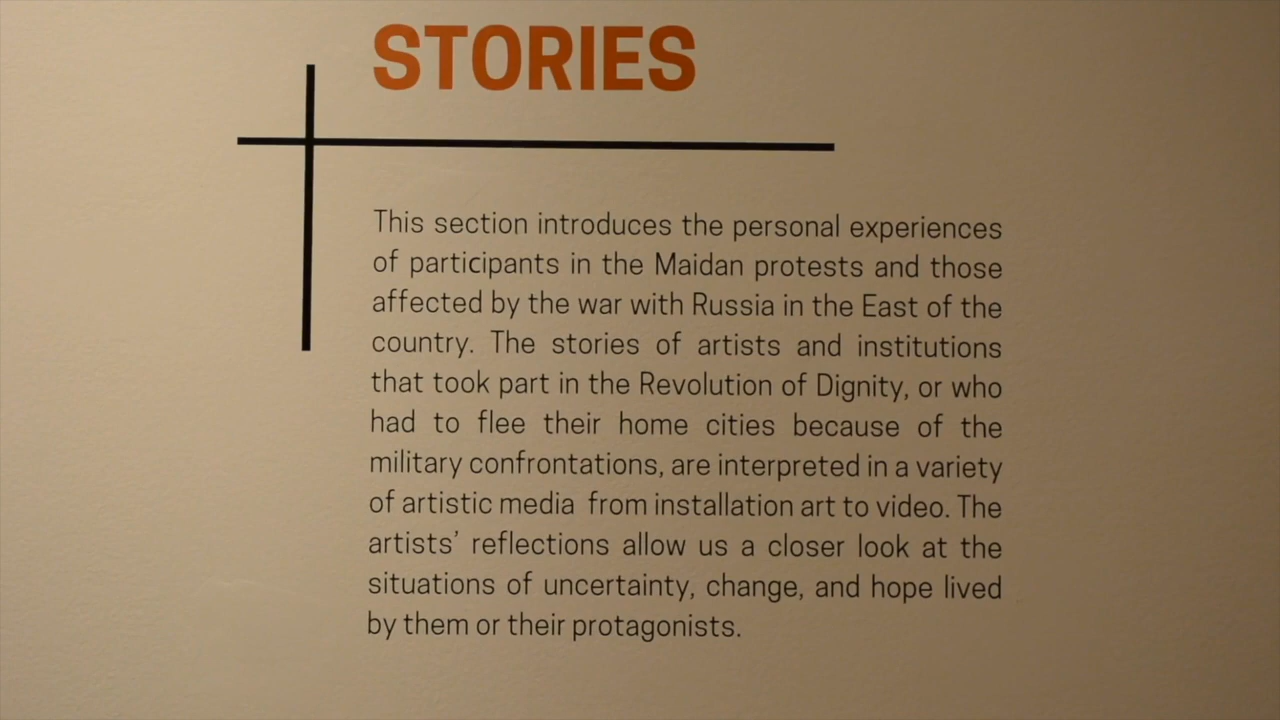 STORIES
This section introduces the personal experiences
of participants in the Maidan protests and those
affected by the war with Russia in the East of the
country. The stories of artists and institutions
that took part in the Revolution of Dignity, or who
had to flee their home cities because of the
military confrontations, are interpreted in a variety
of artistic media from installation art to video. The
artists’ reflections allow us a closer look at the
situations of uncertainty, change, and hope lived
by them or their protagonists.